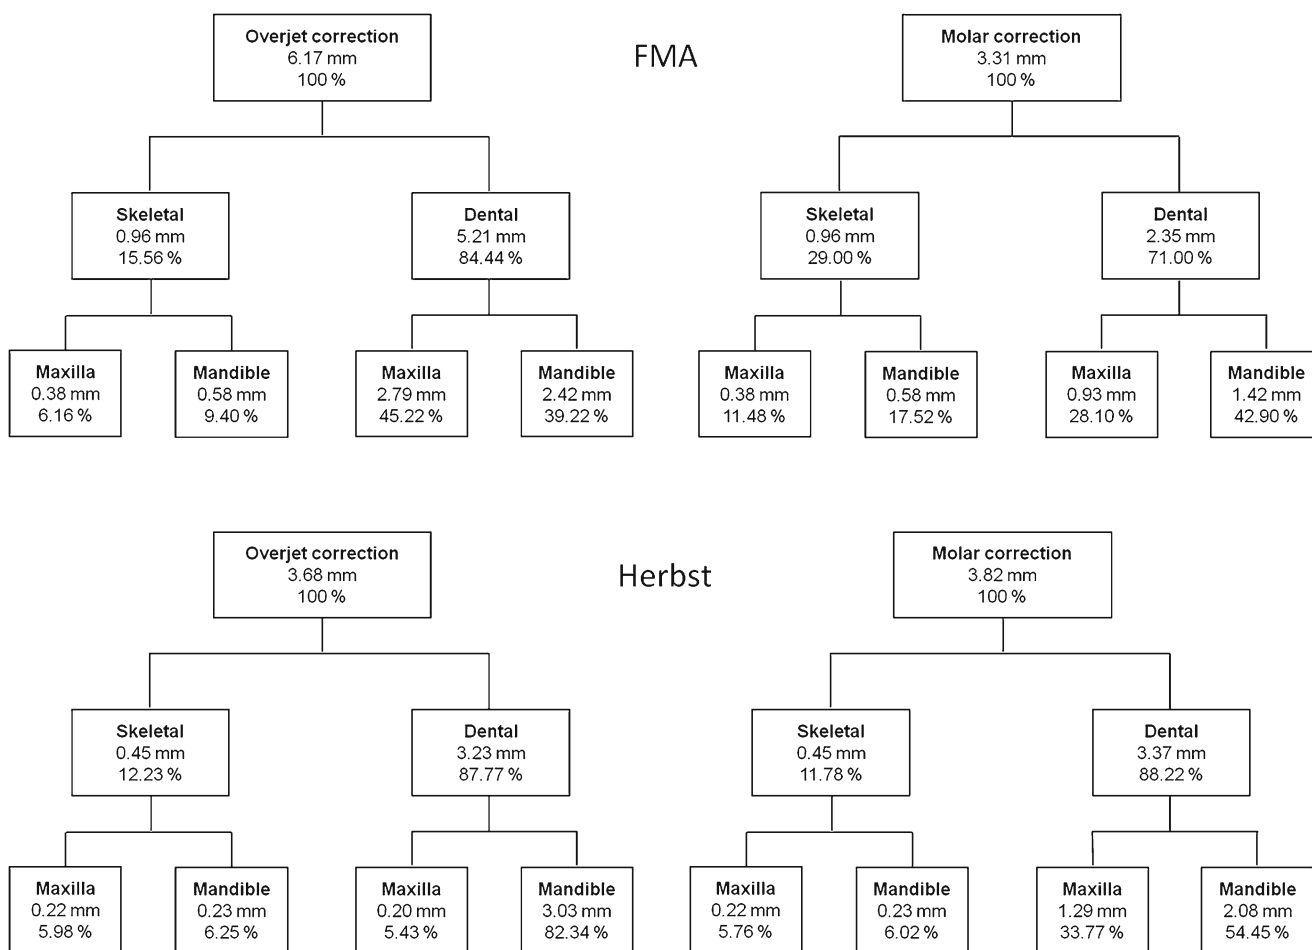 FMA
Overjet correction
6.17 mm
100 %
Skeletal
0.96 mm
15.56 %
Dental
5.21 mm
84.44 %
Maxilla
0.38 mm
6.16 %
Mandible
0.58 mm
9.40 %
Maxilla
2.79 mm
45.22 %
Mandible
2.42 mm
39.22 %
Molar correction
3.31 mm
100 %
Skeletal
0.96 mm
29.00 %
Dental
2.35 mm
71.00 %
Maxilla
0.38 mm
11.48 %
Mandible
0.58 mm
17.52 %
Maxilla
0.93 mm
28.10 %
Mandible
1.42 mm
42.90 %
Herbst
Overjet correction
3.68 mm
100 %
Skeletal
0.45 mm
12.23 %
Dental
3.23 mm
87.77 %
Maxilla
0.22 mm
5.98 %
Mandible
0.23 mm
6.25 %
Maxilla
0.20 mm
5.43 %
Mandible
3.03 mm
82.34 %
Molar correction
3.82 mm
100 %
Skeletal
0.45 mm
11.78 %
Dental
3.37 mm
88.22 %
Maxilla
0.22 mm
5.76 %
Mandible
0.23 mm
6.02 %
Maxilla
1.29 mm
33.77 %
Mandible
2.08 mm
54.45 %